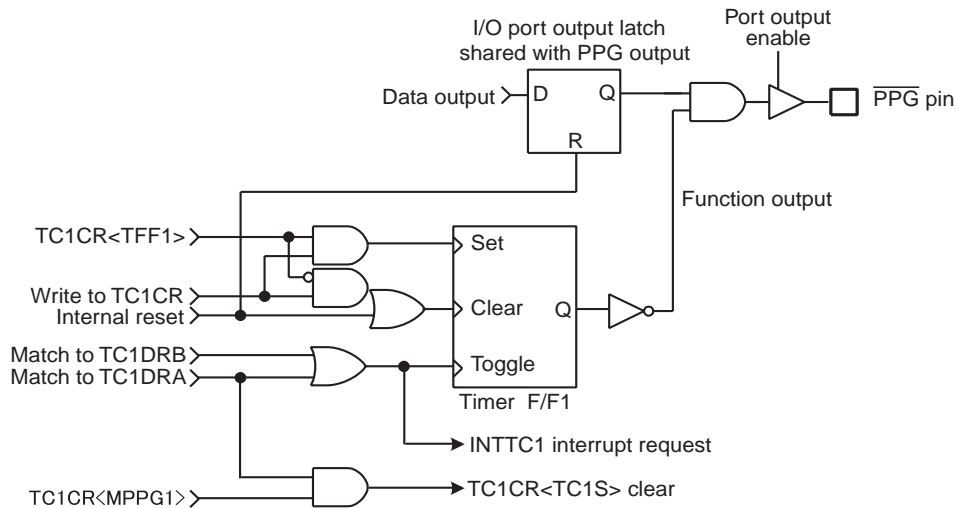 I/O port output latch
shared with PPG output
Port output
enable
Data output
D
Q
R
PPG pin
Function output
TC1CR<TFF1>
Set
Write to TC1CR
Internal reset
Clear
Q
Match to TC1DRB
Match to TC1DRA
Toggle
Timer F/F1
INTTC1 interrupt request
TC1CR<MPPG1>
TC1CR<TC1S> clear